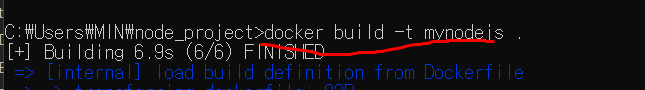 C:\Users\MIN\node_project>docker build -t mynodejs .
[+] Building 6.9s (6/6) FINISHED
=> [internal] load build definition from Dockerfile